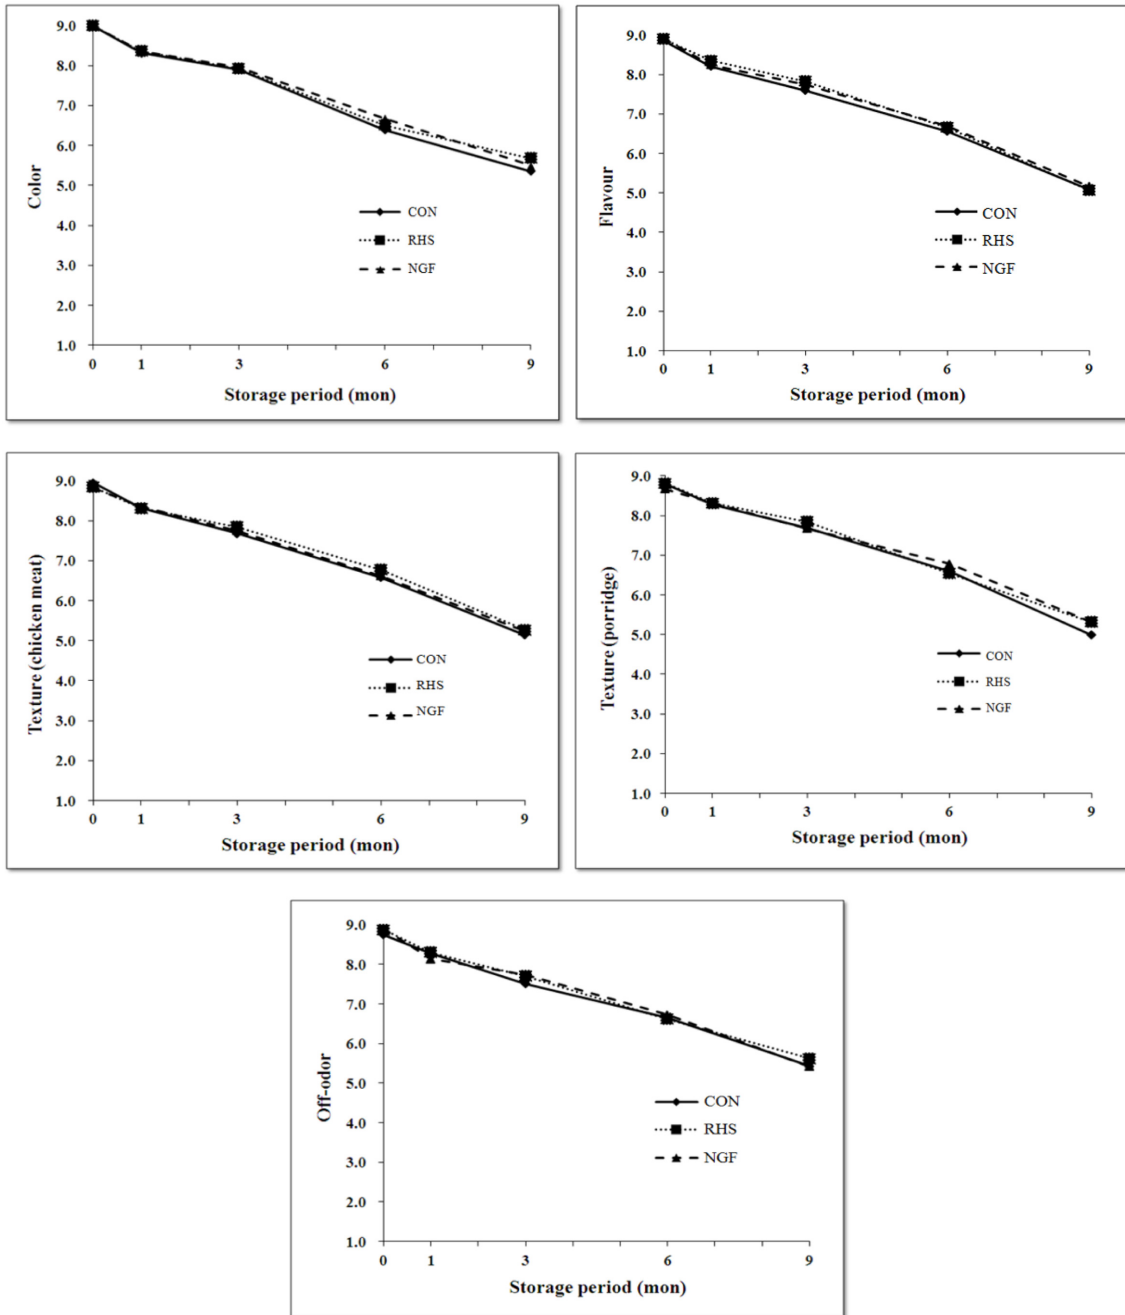 Color
9.0
8.0
7.0
6.0
5.0
4.0
3.0
2.0
1.0
CON
RHS
NGF
0 1 3 6 9
Storage period (mon)
Flavour
9.0
8.0
7.0
6.0
5.0
4.0
3.0
2.0
1.0
CON
RHS
NGF
0 1 3 6 9
Storage period (mon)
Texture (chicken meat)
9.0
8.0
7.0
6.0
5.0
4.0
3.0
2.0
1.0
CON
RHS
NGF
0 1 3 6 9
Storage period (mon)
Texture (porridge)
9.0
8.0
7.0
6.0
5.0
4.0
3.0
2.0
1.0
CON
RHS
NGF
0 1 3 6 9
Storage period (mon)
Off-odor
9.0
8.0
7.0
6.0
5.0
4.0
3.0
2.0
1.0
CON
RHS
NGF
0 1 3 6 9
Storage period (mon)